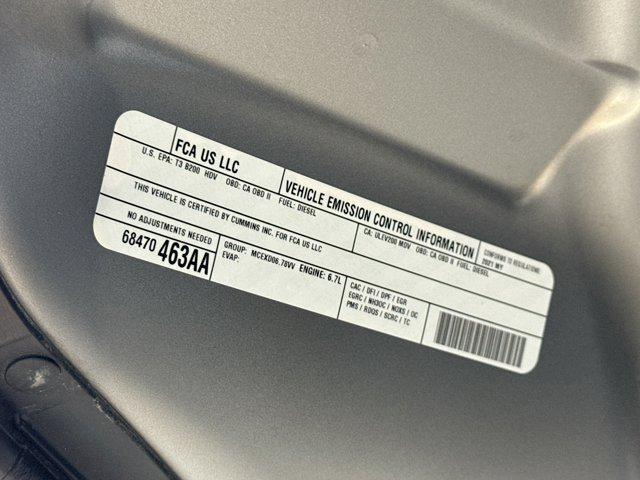 FCA US LLC
VEHICLE EMISSION CONTROL INFORMATION
CONFORMS TO REGULATIONS:
2021 MY
U.S. EPA: T3 B200 HDV OBD: CA OBD II FUEL: DIESEL
CA: ULEV200 MDV OBD: CA OBD II FUEL: DIESEL
THIS VEHICLE IS CERTIFIED BY CUMMINS INC. FOR FCA US LLC
NO ADJUSTMENTS NEEDED
68470 463AA
GROUP: MCEXD06.78VV ENGINE: 6.7L
EVAP:
CAC / DFI / DPF / EGR
EGRC / NH3OC / NOXS / OC
PMS / RDQS / SCRC / TC